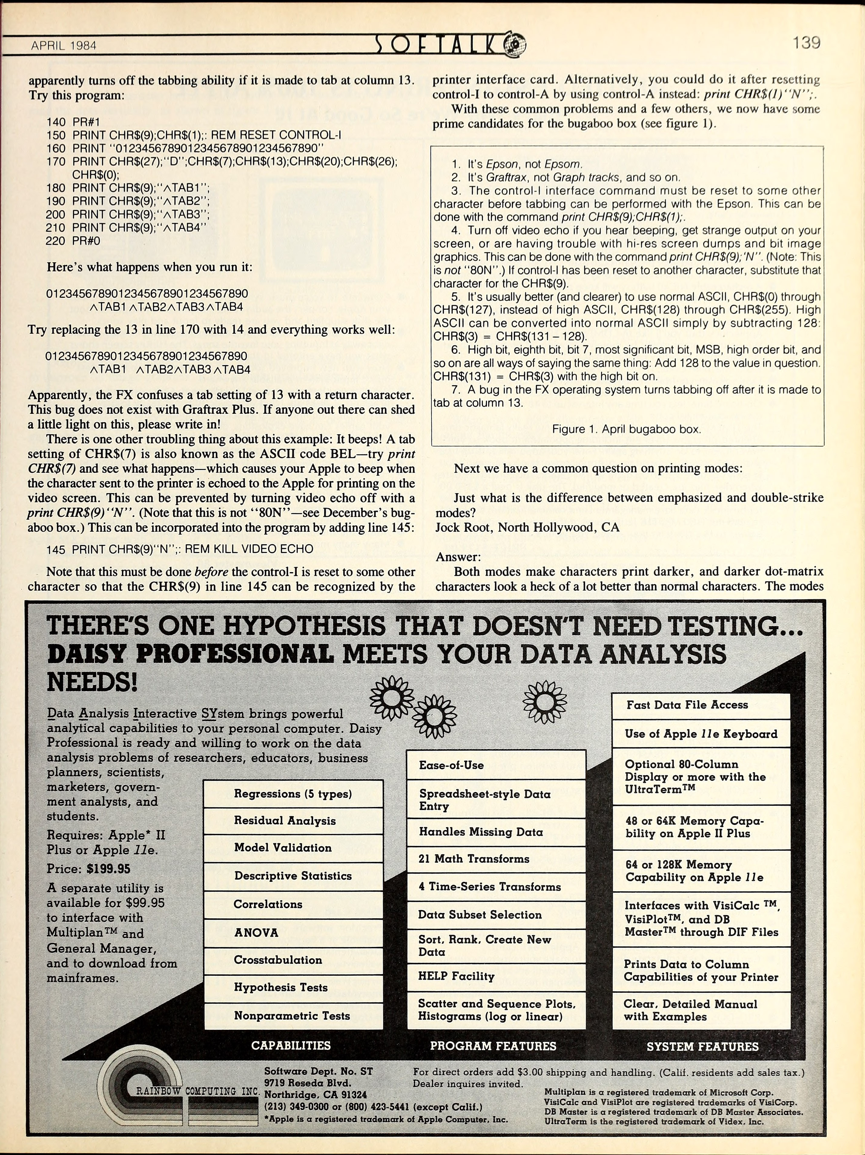 APRIL 1984
SOFTALK
139
apparently turns off the tabbing ability if it is made to tab at column 13.
Try this program:
140 PR#1
150 PRINT CHR$(9);CHR$(1);: REM RESET CONTROL-I
160 PRINT "0123456789012345678901234567890"
170 PRINT CHR$(27);"D";CHR$(7);CHR$(13);CHR$(20);CHR$(26);
CHR$(0);
180 PRINT CHR$(9);"^TAB1";
190 PRINT CHR$(9);"^TAB2";
200 PRINT CHR$(9);"^TAB3";
210 PRINT CHR$(9);"^TAB4"
220 PR#0
Here's what happens when you run it:
0123456789012345678901234567890
^TAB1 ^TAB2^TAB3^TAB4
Try replacing the 13 in line 170 with 14 and everything works well:
0123456789012345678901234567890
^TAB1 ^TAB2^TAB3 ^TAB4
Apparently, the FX confuses a tab setting of 13 with a return character.
This bug does not exist with Graftrax Plus. If anyone out there can shed
a little light on this, please write in!
There is one other troubling thing about this example: It beeps! A tab
setting of CHR$(7) is also known as the ASCII code BEL—try print
CHR$(7) and see what happens—which causes your Apple to beep when
the character sent to the printer is echoed to the Apple for printing on the
video screen. This can be prevented by turning video echo off with a
print CHR$(9)"N". (Note that this is not "80N"—see December's bug-
aboo box.) This can be incorporated into the program by adding line 145:
145 PRINT CHR$(9)"N";: REM KILL VIDEO ECHO
Note that this must be done before the control-I is reset to some other
character so that the CHR$(9) in line 145 can be recognized by the
printer interface card. Alternatively, you could do it after resetting
control-I to control-A by using control-A instead: print CHR$(1)"N";.
With these common problems and a few others, we now have some
prime candidates for the bugaboo box (see figure 1).
1. It's Epson, not Epsom.
2. It's Graftrax, not Graph tracks, and so on.
3. The control-I interface command must be reset to some other
character before tabbing can be performed with the Epson. This can be
done with the command print CHR$(9);CHR$(1);.
4. Turn off video echo if you hear beeping, get strange output on your
screen, or are having trouble with hi-res screen dumps and bit image
graphics. This can be done with the command print CHR$(9);'N''. (Note: This
is not "80N".) If control-I has been reset to another character, substitute that
character for the CHR$(9).
5. It's usually better (and clearer) to use normal ASCII, CHR$(0) through
CHR$(127), instead of high ASCII, CHR$(128) through CHR$(255). High
ASCII can be converted into normal ASCII simply by subtracting 128:
CHR$(3) = CHR$(131 – 128).
6. High bit, eighth bit, bit 7, most significant bit, MSB, high order bit, and
so on are all ways of saying the same thing: Add 128 to the value in question.
CHR$(131) = CHR$(3) with the high bit on.
7. A bug in the FX operating system turns tabbing off after it is made to
tab at column 13.
Figure 1. April bugaboo box.
Next we have a common question on printing modes:
Just what is the difference between emphasized and double-strike
modes?
Jock Root, North Hollywood, CA
Answer:
Both modes make characters print darker, and darker dot-matrix
characters look a heck of a lot better than normal characters. The modes
THERE'S ONE HYPOTHESIS THAT DOESN'T NEED TESTING...
DAISY PROFESSIONAL MEETS YOUR DATA ANALYSIS
NEEDS!
Data Analysis Interactive SYstem brings powerful
analytical capabilities to your personal computer. Daisy
Professional is ready and willing to work on the data
analysis problems of researchers, educators, business
planners, scientists,
marketers, govern-
ment analysts, and
students.
Requires: Apple* II
Plus or Apple IIe.
Price: $199.95
A separate utility is
available for $99.95
to interface with
Multiplan™ and
General Manager,
and to download from
mainframes.
Regressions (5 types)
Residual Analysis
Model Validation
Descriptive Statistics
Correlations
ANOVA
Crosstabulation
Hypothesis Tests
Nonparametric Tests
CAPABILITIES
Ease-of-Use
Spreadsheet-style Data
Entry
Handles Missing Data
21 Math Transforms
4 Time-Series Transforms
Data Subset Selection
Sort, Rank, Create New
Data
HELP Facility
Scatter and Sequence Plots,
Histograms (log or linear)
PROGRAM FEATURES
Fast Data File Access
Use of Apple IIe Keyboard
Optional 80-Column
Display or more with the
UltraTerm™
48 or 64K Memory Capa-
bility on Apple II Plus
64 or 128K Memory
Capability on Apple IIe
Interfaces with VisiCalc ™,
VisiPlot™, and DB
Master™ through DIF Files
Prints Data to Column
Capabilities of your Printer
Clear, Detailed Manual
with Examples
SYSTEM FEATURES
RAINBOW COMPUTING INC.
Software Dept. No. ST
9719 Reseda Blvd.
Northridge, CA 91324
(213) 349-0300 or (800) 423-5441 (except Calif.)
*Apple is a registered trademark of Apple Computer, Inc.
For direct orders add $3.00 shipping and handling. (Calif. residents add sales tax.)
Dealer inquires invited.
Multiplan is a registered trademark of Microsoft Corp.
VisiCalc and VisiPlot are registered trademarks of VisiCorp.
DB Master is a registered trademark of DB Master Associates.
UltraTerm is the registered trademark of Videx, Inc.